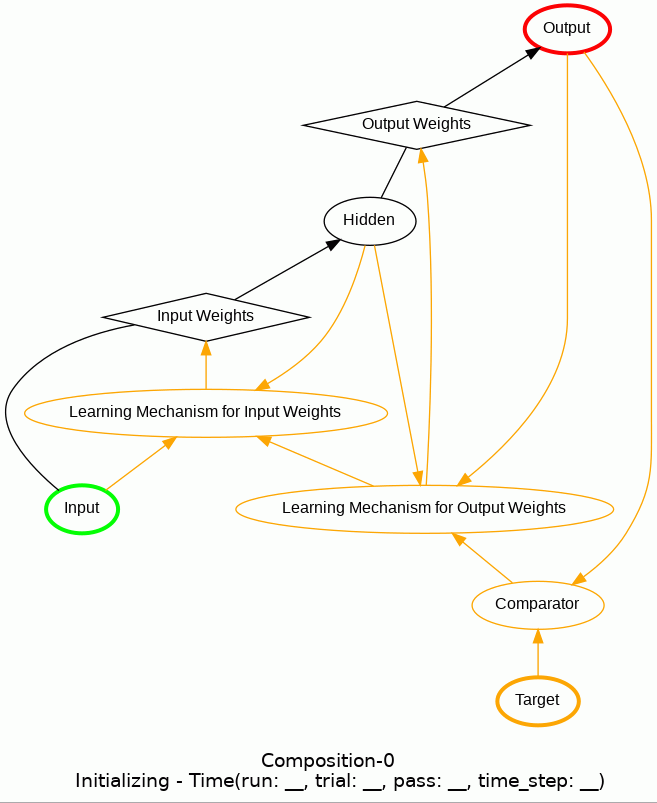 Output
Output Weights
Hidden
Input Weights
Learning Mechanism for Input Weights
Input
Learning Mechanism for Output Weights
Comparator
Target
Composition-0
Initializing - Time(run: __, trial: __, pass: __, time_step: __)